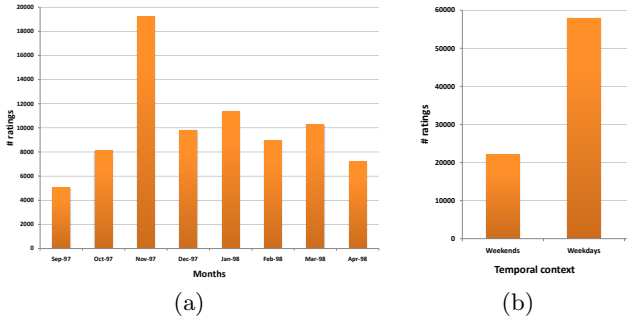 20000
18000
16000
14000
12000
10000
8000
6000
4000
2000
0
# ratings
Sep-97 Oct-97 Nov-97 Dec-97 Jan-98 Feb-98 Mar-98 Apr-98
Months
(a)
60000
50000
40000
30000
20000
10000
0
# ratings
Weekends Weekdays
Temporal context
(b)